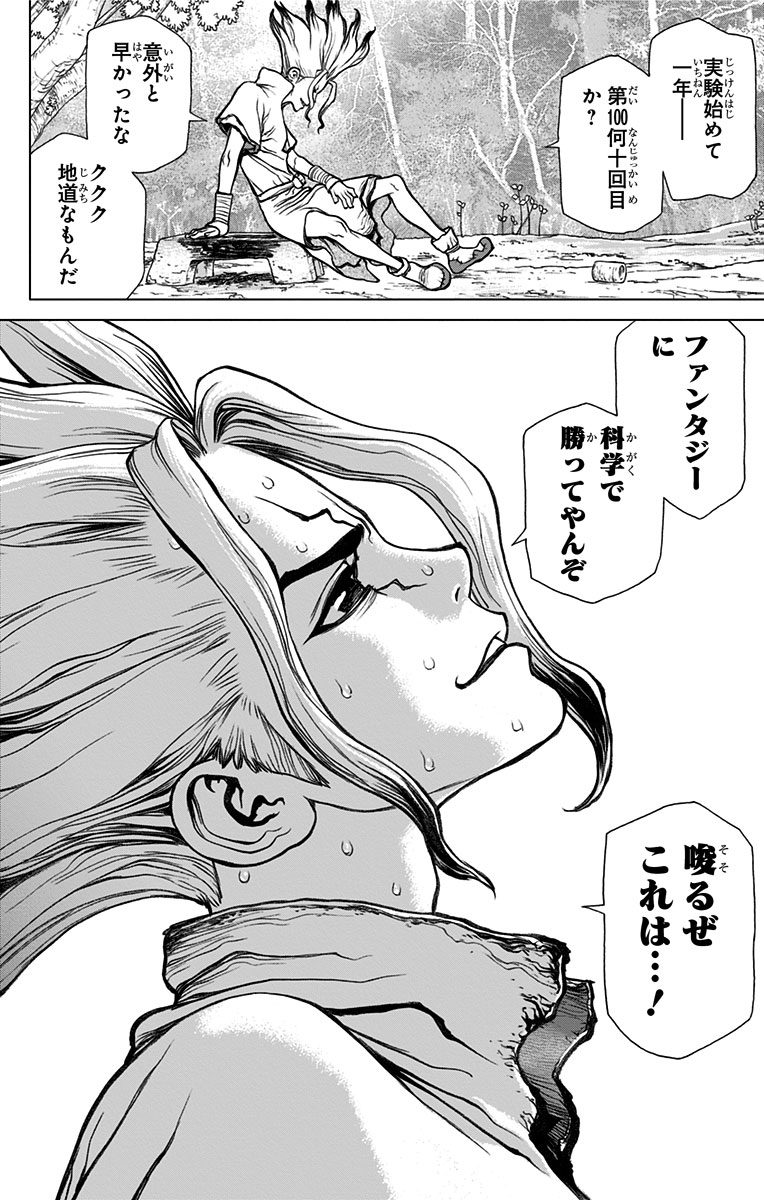 実験始めて
一年──
第100何十回目
か?
意外と
早かったな
ククク
地道なもんだ
ファンタジー
に
科学で
勝ってやんぞ
唆るぜ
これは…!